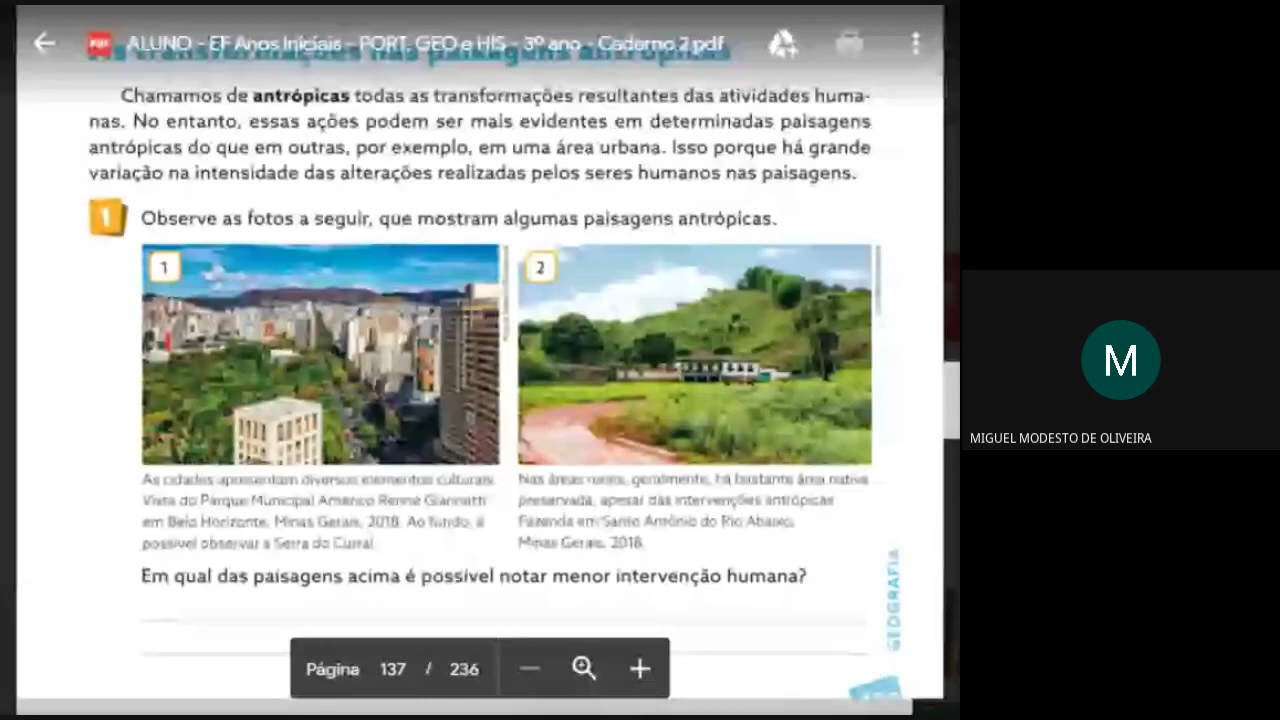 ALUNO - EF Anos Iniciais - PORT, GEO e HIS - 3º ano - Caderno 2.pdf
As transformações nas paisagens antrópicas
Chamamos de antrópicas todas as transformações resultantes das atividades huma-
nas. No entanto, essas ações podem ser mais evidentes em determinadas paisagens
antrópicas do que em outras, por exemplo, em uma área urbana. Isso porque há grande
variação na intensidade das alterações realizadas pelos seres humanos nas paisagens.
1 Observe as fotos a seguir, que mostram algumas paisagens antrópicas.
1
2
As cidades apresentam diversos elementos culturais.
Vista do Parque Municipal Américo Renné Giannetti
em Belo Horizonte, Minas Gerais, 2018. Ao fundo, é
possível observar a Serra do Curral.
Nas áreas rurais, geralmente, há bastante área nativa
preservada, apesar das intervenções antrópicas.
Fazenda em Santo Antônio do Rio Abaixo,
Minas Gerais, 2018.
Em qual das paisagens acima é possível notar menor intervenção humana?
GEOGRAFIA
Página 137 / 236
M
MIGUEL MODESTO DE OLIVEIRA